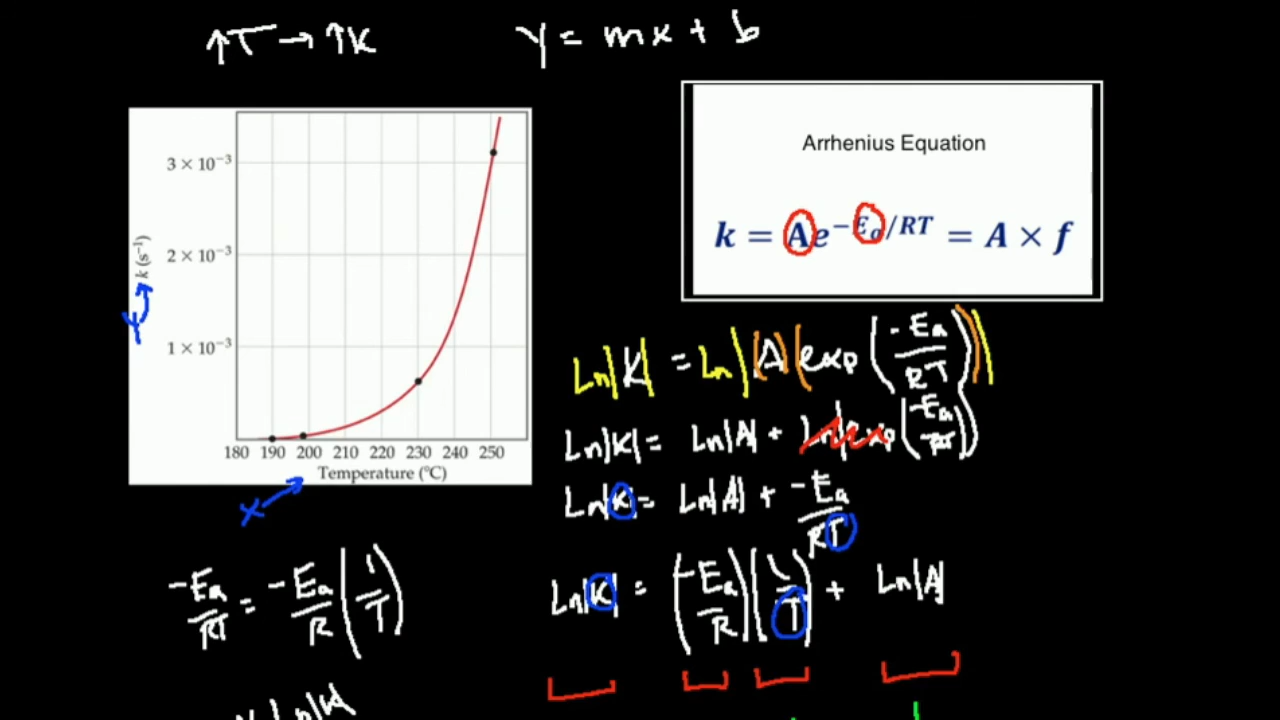 ↑T → ↑K
y = mx + b
3 × 10⁻³
2 × 10⁻³
1 × 10⁻³
k (s⁻¹)
180 190 200 210 220 230 240 250
Temperature (°C)
y
x
Arrhenius Equation
k = Ae^(-Eₐ/RT) = A × f
Ln|K| = Ln|(A)(exp(-Ea/RT))|
Ln|K| = Ln|A| + Ln|exp(-Ea/RT)
Ln|K| = Ln|A| + -Ea/RT
-Ea/RT = -Ea/R (1/T)
Ln|K| = (-Ea/R)(1/T) + Ln|A|
Ln|K|